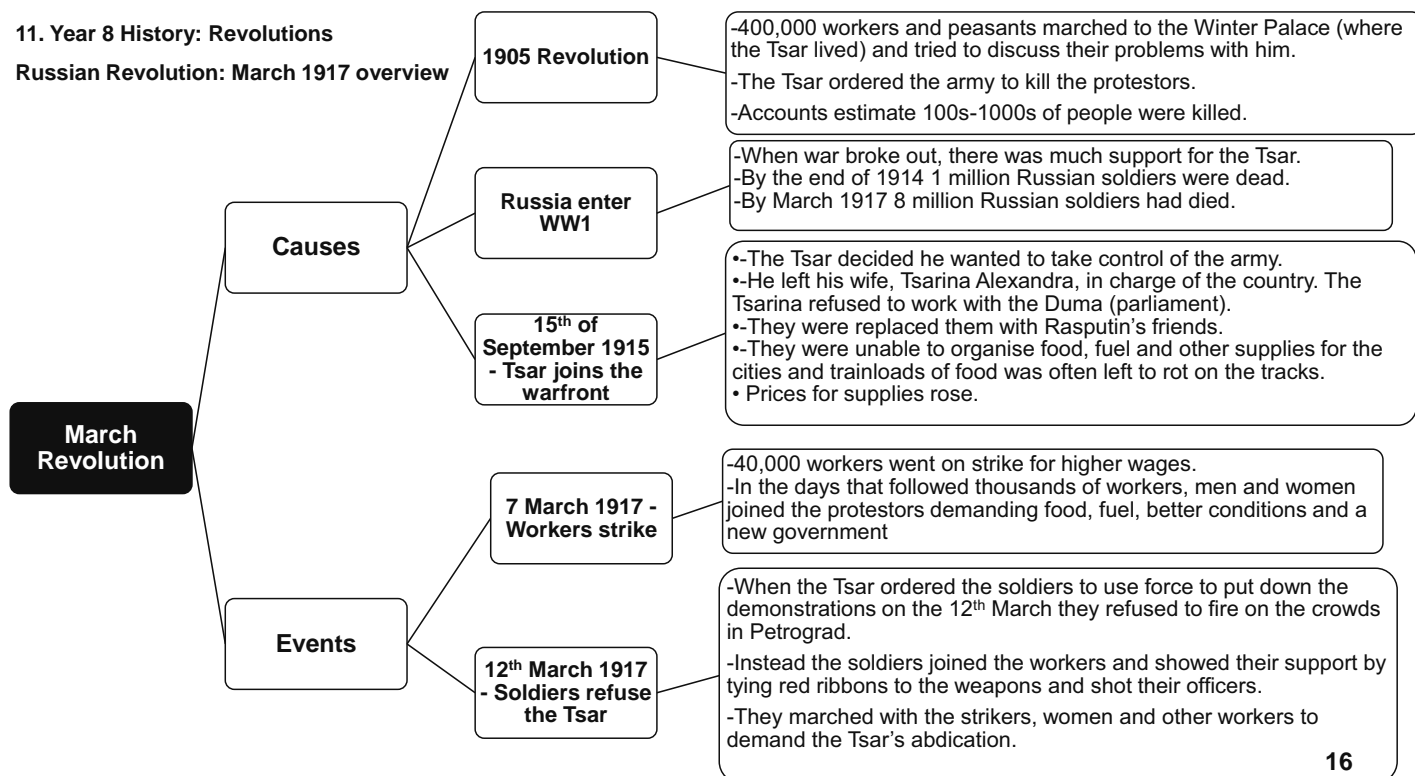 11. Year 8 History: Revolutions
Russian Revolution: March 1917 overview
March
Revolution
Causes
1905 Revolution
-400,000 workers and peasants marched to the Winter Palace (where
the Tsar lived) and tried to discuss their problems with him.
-The Tsar ordered the army to kill the protestors.
-Accounts estimate 100s-1000s of people were killed.
Russia enter
WW1
-When war broke out, there was much support for the Tsar.
-By the end of 1914 1 million Russian soldiers were dead.
-By March 1917 8 million Russian soldiers had died.
15th of
September 1915
- Tsar joins the
warfront
•-The Tsar decided he wanted to take control of the army.
•-He left his wife, Tsarina Alexandra, in charge of the country. The
Tsarina refused to work with the Duma (parliament).
•-They were replaced them with Rasputin's friends.
•-They were unable to organise food, fuel and other supplies for the
cities and trainloads of food was often left to rot on the tracks.
• Prices for supplies rose.
Events
7 March 1917 -
Workers strike
-40,000 workers went on strike for higher wages.
-In the days that followed thousands of workers, men and women
joined the protestors demanding food, fuel, better conditions and a
new government
12th March 1917
- Soldiers refuse
the Tsar
-When the Tsar ordered the soldiers to use force to put down the
demonstrations on the 12th March they refused to fire on the crowds
in Petrograd.
-Instead the soldiers joined the workers and showed their support by
tying red ribbons to the weapons and shot their officers.
-They marched with the strikers, women and other workers to
demand the Tsar's abdication.
16